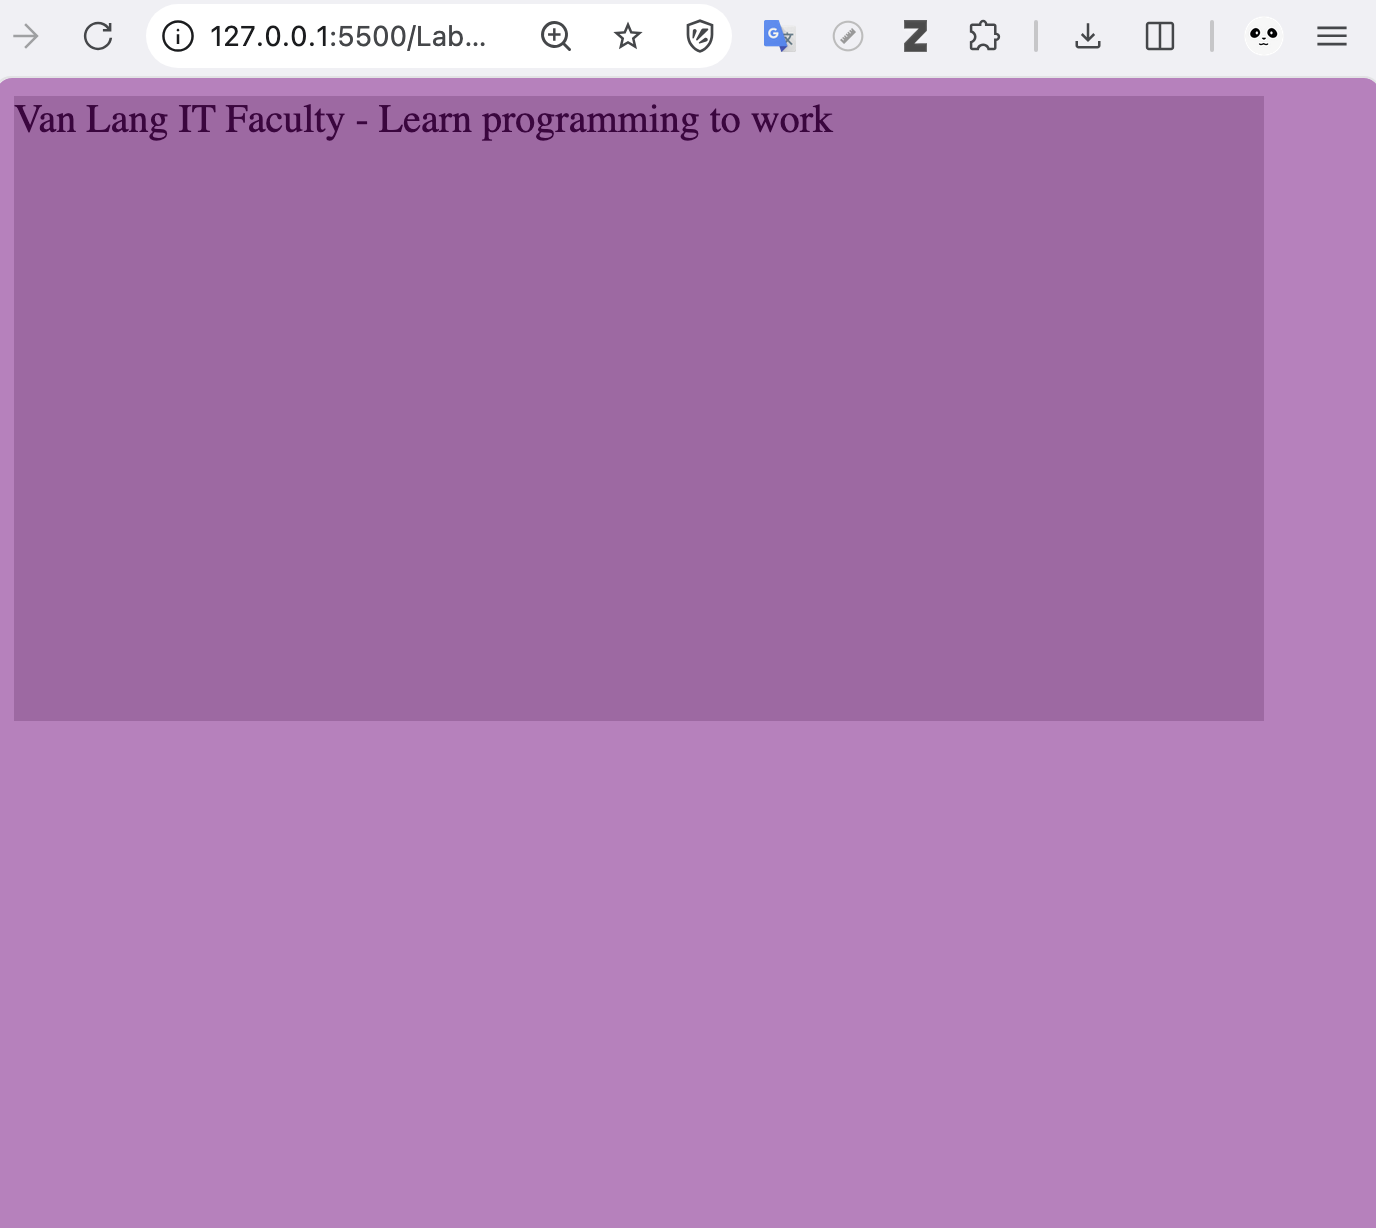 127.0.0.1:5500/Lab...
Van Lang IT Faculty - Learn programming to work